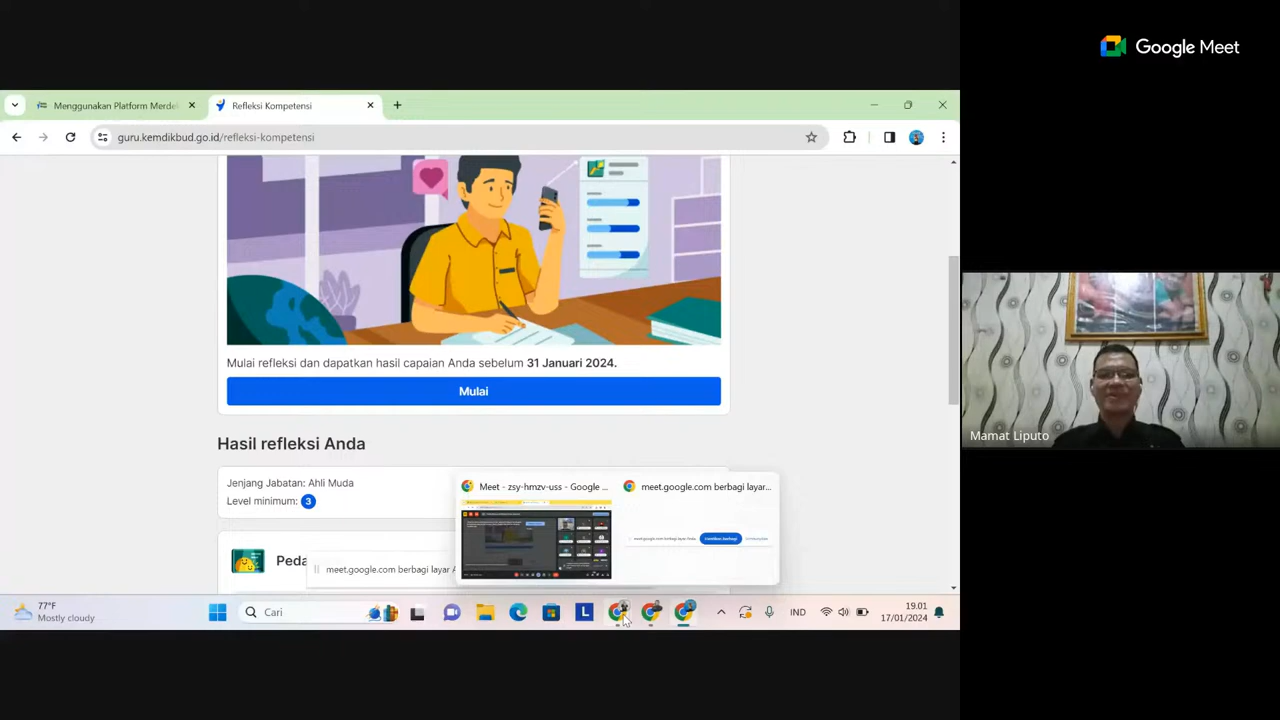 Google Meet
Menggunakan Platform Merde
Refleksi Kompetensi
guru.kemdikbud.go.id/refleksi-kompetensi
Mulai refleksi dan dapatkan hasil capaian Anda sebelum 31 Januari 2024.
Mulai
Hasil refleksi Anda
Jenjang Jabatan: Ahli Muda
Level minimum: 3
Meet - zsy-hmzv-uss - Google ...
meet.google.com berbagi layar...
Peda
meet.google.com berbagi layar A
Mamat Liputo
77°F
Mostly cloudy
Cari
L
IND
19.01
17/01/2024